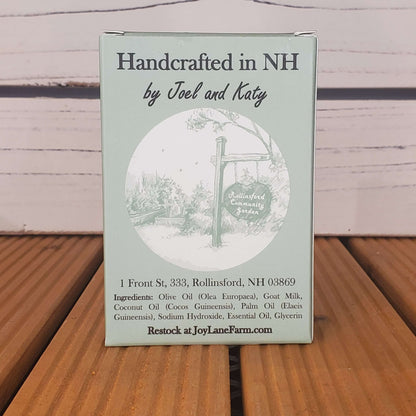 Handcrafted in NH
by Joel and Katy
Rollinsford
Community
Garden
1 Front St, 333, Rollinsford, NH 03869
Ingredients: Olive Oil (Olea Europaea), Goat Milk,
Coconut Oil (Cocos Guineensis), Palm Oil (Elaeis
Guineensis), Sodium Hydroxide, Essential Oil, Glycerin
Restock at JoyLaneFarm.com